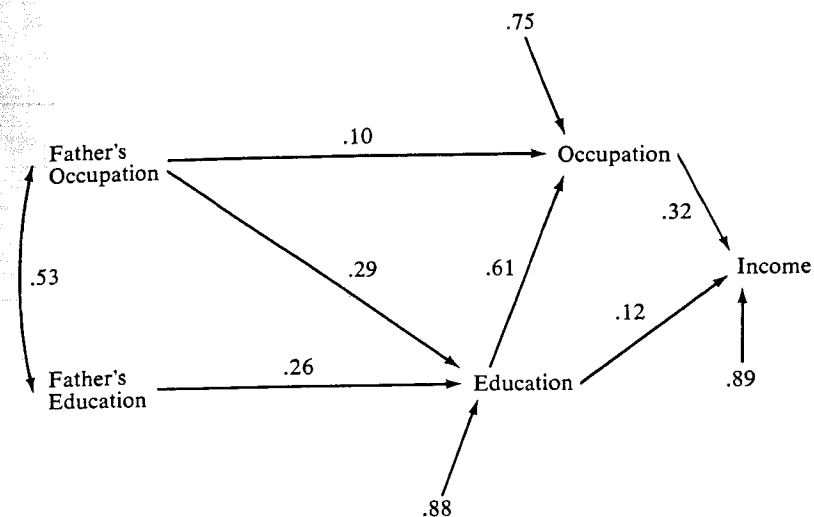 .75
.10
Father's
Occupation
Occupation
.32
.53
.29
.61
Income
.12
Father's
Education
.26
Education
.89
.88